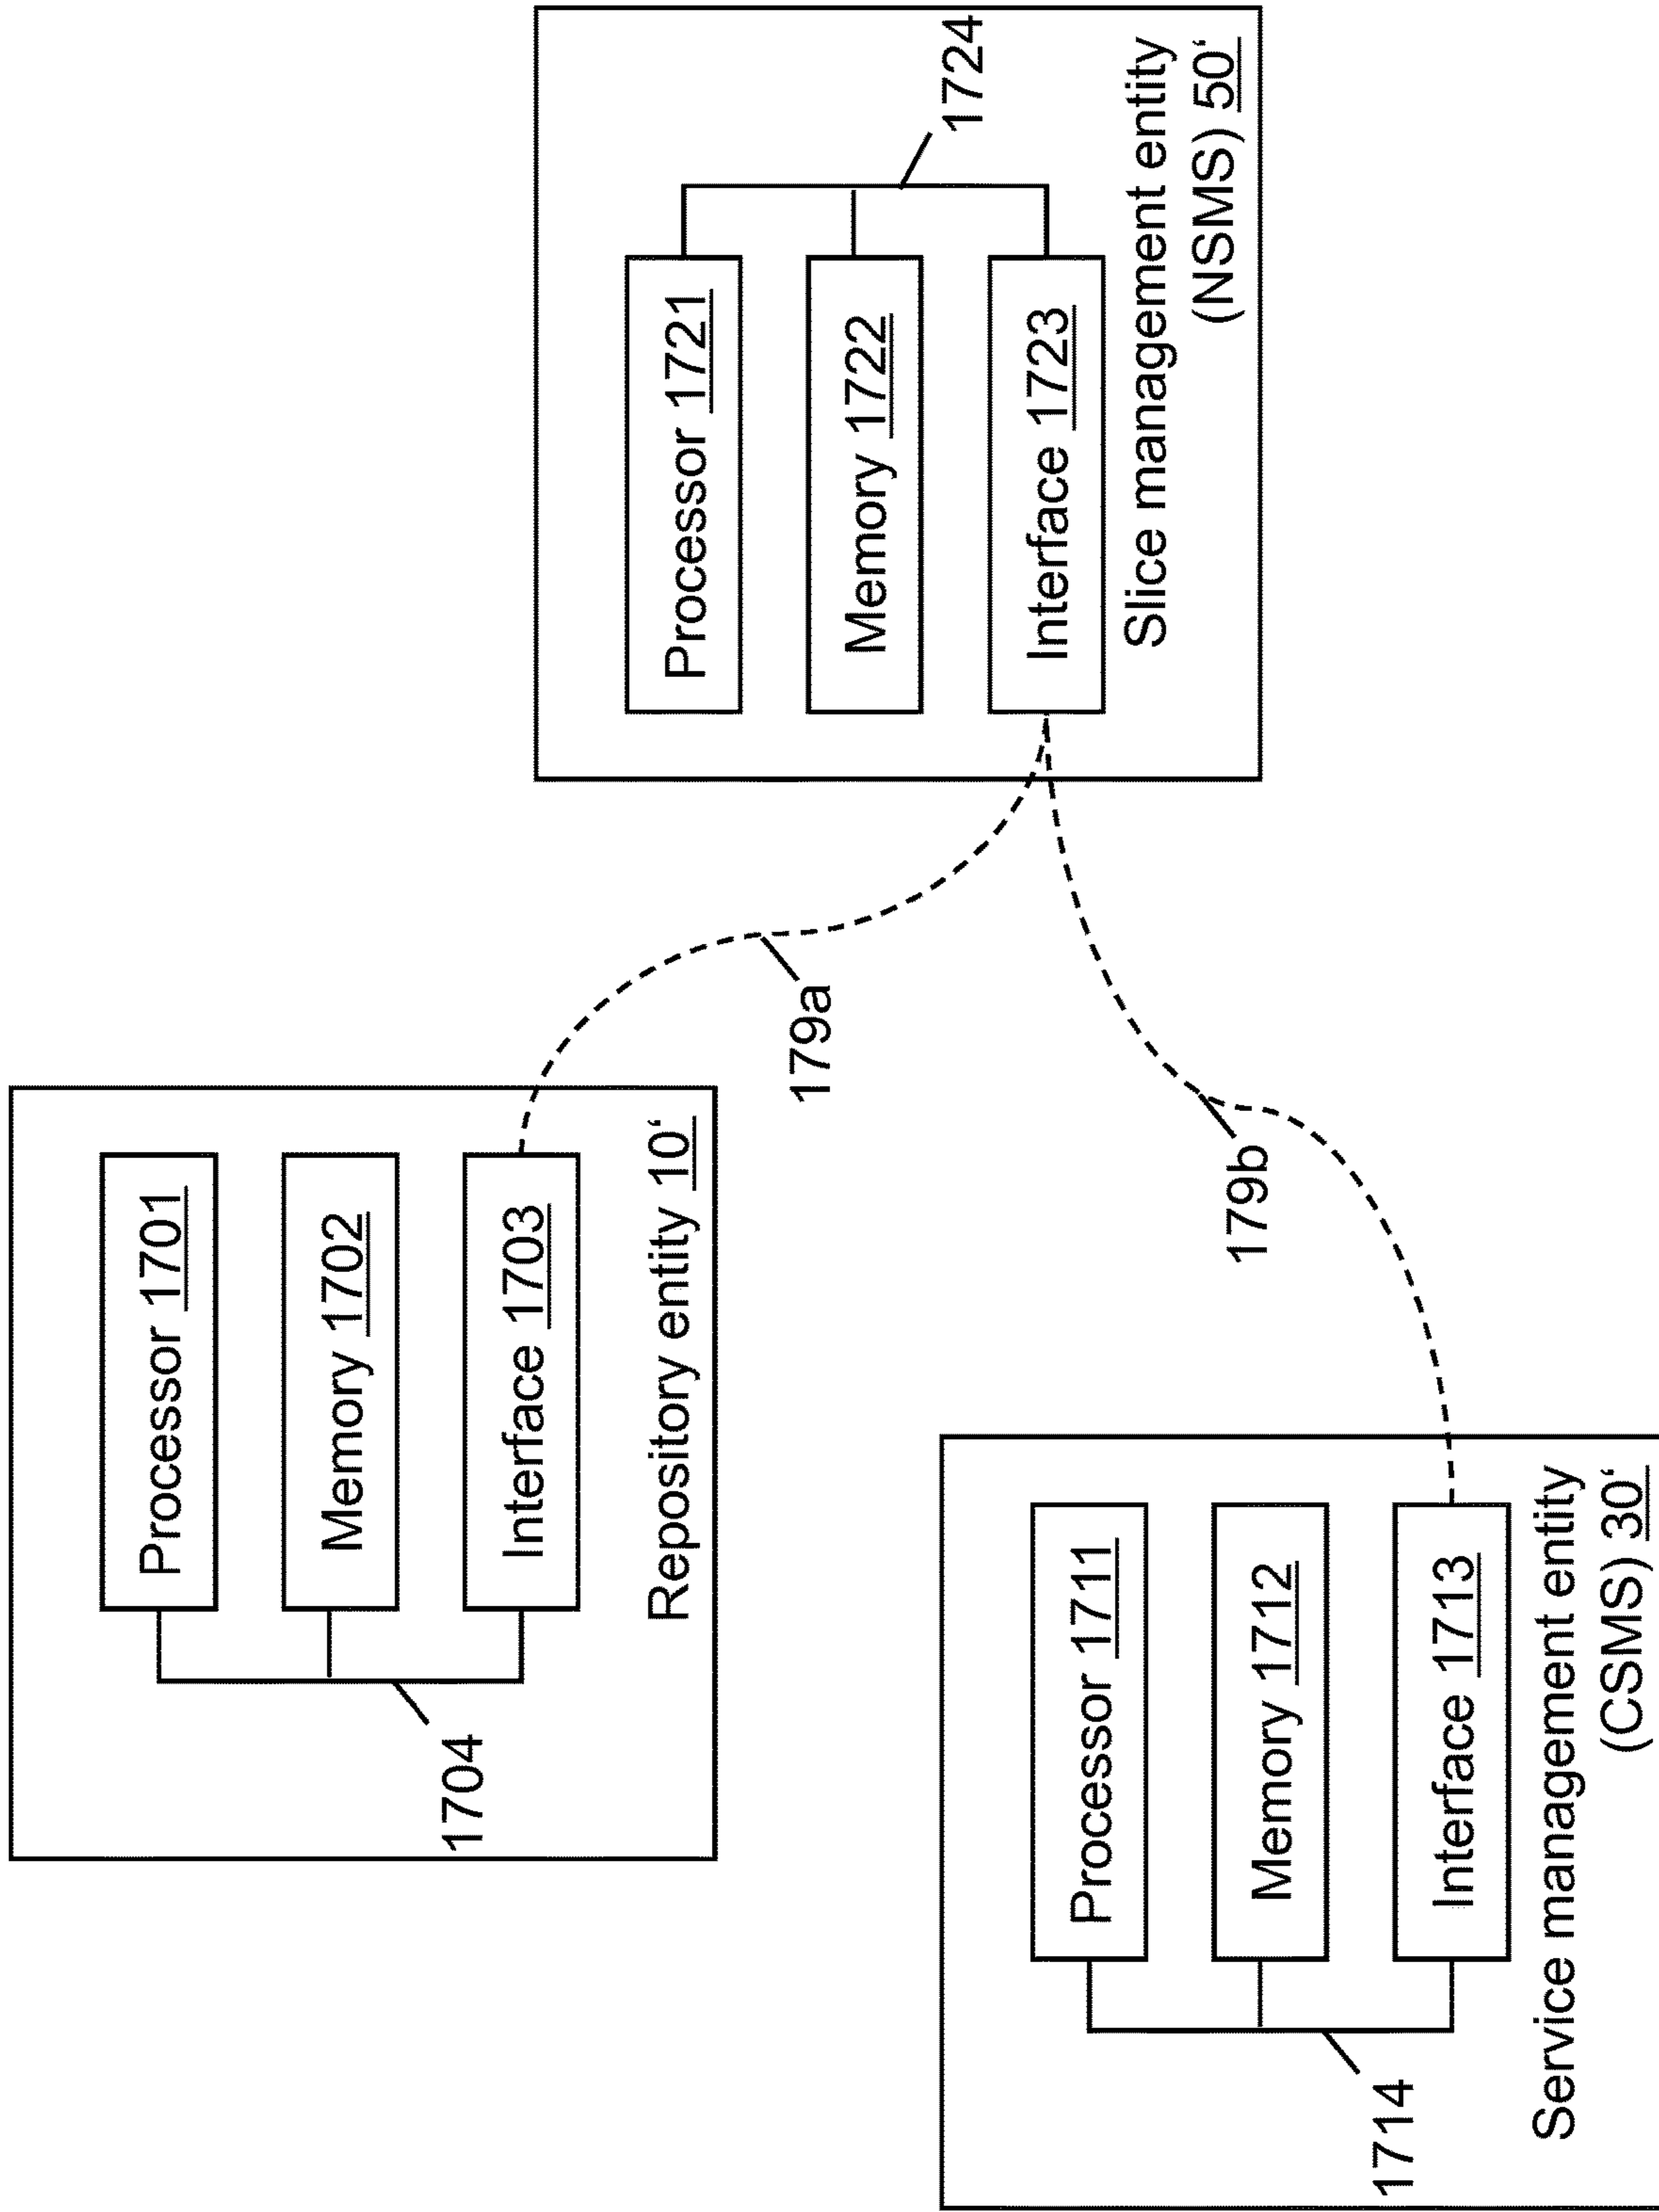 Processor 1701
Memory 1702
Interface 1703
Repository entity 10‘
1704
179a
Processor 1721
Memory 1722
Interface 1723
1724
Slice management entity
(NSMS) 50‘
179b
Processor 1711
Memory 1712
Interface 1713
1714
Service management entity
(CSMS) 30‘